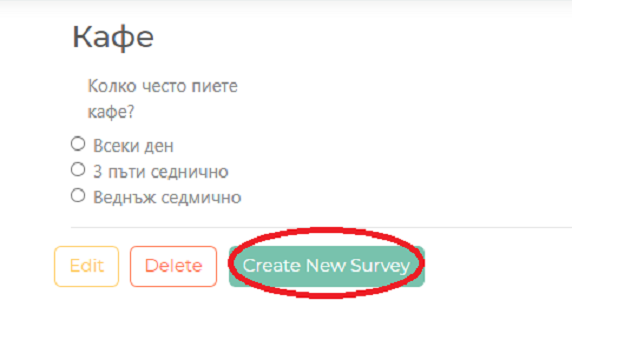 Кафе
Колко често пиете
кафе?
Всеки ден
3 пъти седнично
Веднъж седмично
Edit Delete Create New Survey